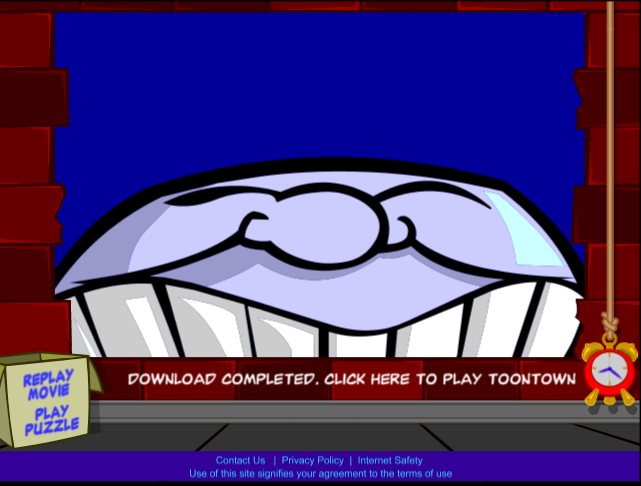 DOWNLOAD COMPLETED. CLICK HERE TO PLAY TOONTOWN
REPLAY
MOVIE
PLAY
PUZZLE
Contact Us | Privacy Policy | Internet Safety
Use of this site signifies your agreement to the terms of use